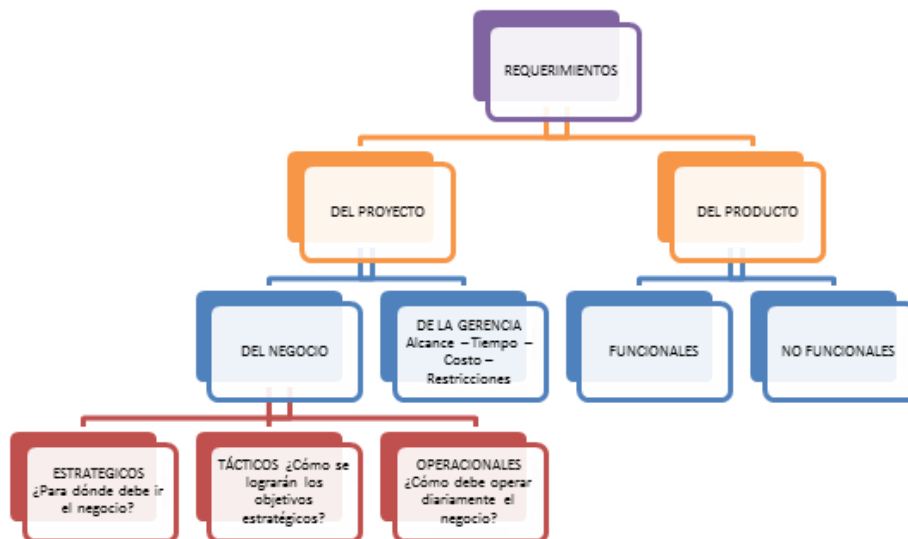 REQUERIMIENTOS
DEL PROYECTO
DEL PRODUCTO
DEL NEGOCIO
DE LA GERENCIA
Alcance – Tiempo –
Costo –
Restricciones
FUNCIONALES
NO FUNCIONALES
ESTRATEGICOS
¿Para dónde debe ir
el negocio?
TÁCTICOS ¿Cómo se
lograrán los
objetivos
estratégicos?
OPERACIONALES
¿Cómo debe operar
diariamente el
negocio?